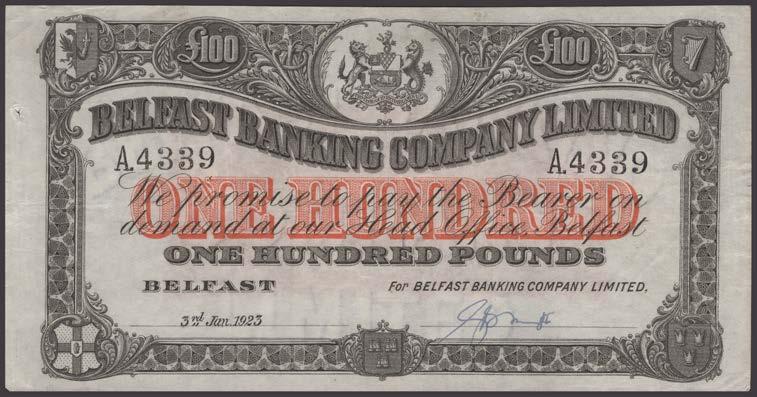 £100 £100
BELFAST BANKING COMPANY LIMITED
A.4339 A.4339
ONE HUNDRED
We promise to pay the Bearer on
demand at our Head Office Belfast
ONE HUNDRED POUNDS
BELFAST For BELFAST BANKING COMPANY LIMITED.
3rd Jan. 1923